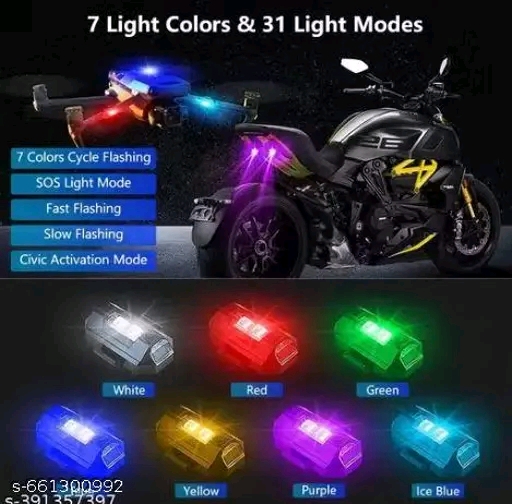 7 Light Colors & 31 Light Modes
7 Colors Cycle Flashing
SOS Light Mode
Fast Flashing
Slow Flashing
Civic Activation Mode
White
Red
Green
Yellow
Purple
Ice Blue
s-661300992
s-391357397